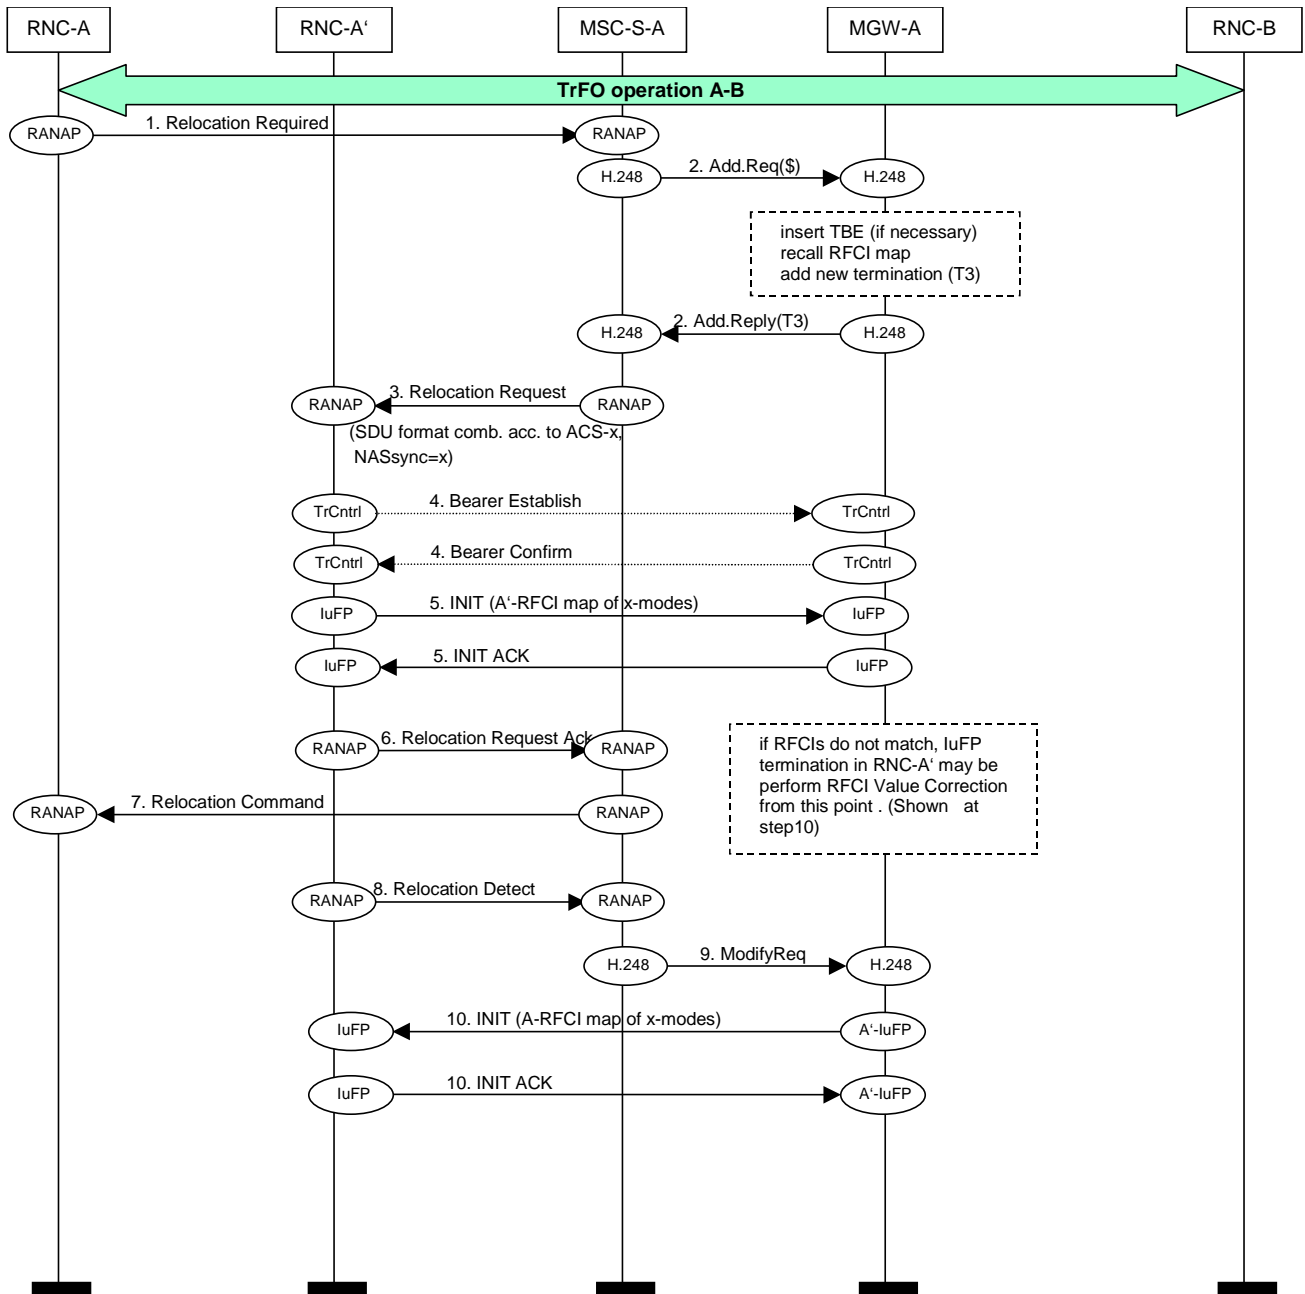 RNC-A
RNC-A‘
MSC-S-A
MGW-A
RNC-B
TrFO operation A-B
RANAP
1. Relocation Required
RANAP
H.248
2. Add.Req($)
H.248
insert TBE (if necessary)
recall RFCI map
add new termination (T3)
H.248
2. Add.Reply(T3)
H.248
RANAP
3. Relocation Request
RANAP
(SDU format comb. acc. to ACS-x,
NASsync=x)
TrCntrl
4. Bearer Establish
TrCntrl
TrCntrl
4. Bearer Confirm
TrCntrl
IuFP
5. INIT (A‘-RFCI map of x-modes)
IuFP
IuFP
5. INIT ACK
IuFP
RANAP
6. Relocation Request Ack
RANAP
if RFCIs do not match, IuFP
termination in RNC-A‘ may be
perform RFCI Value Correction
from this point . (Shown at
step10)
RANAP
7. Relocation Command
RANAP
RANAP
8. Relocation Detect
RANAP
H.248
9. ModifyReq
H.248
IuFP
10. INIT (A-RFCI map of x-modes)
A‘-IuFP
IuFP
10. INIT ACK
A‘-IuFP